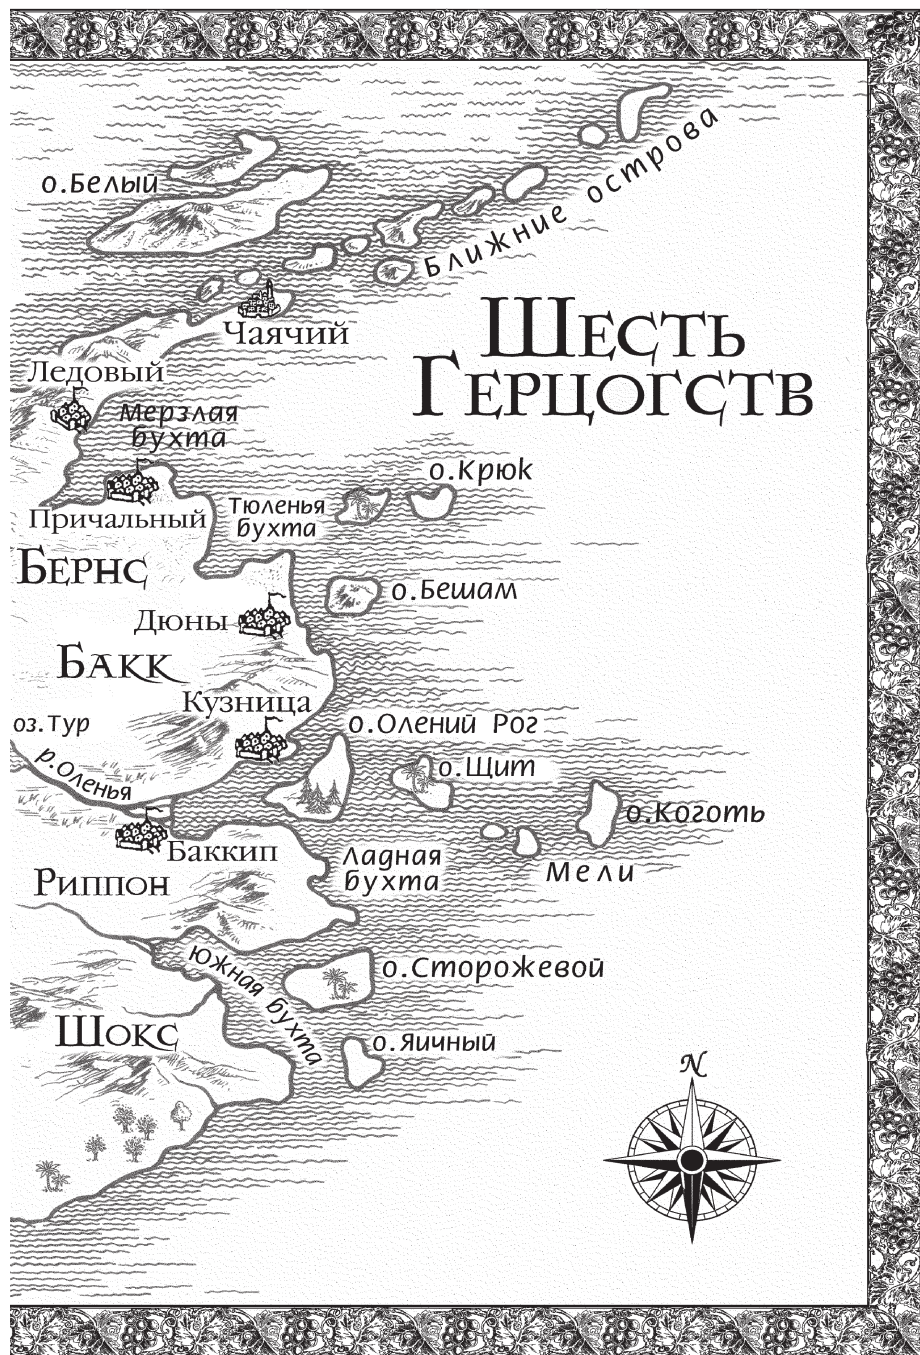 о.Белый
Ближние острова
Чаячий
Шесть
Герцогств
Ледовый
Мерзлая
бухта
о.Крюк
Причальный
Тюленья
бухта
Бернс
о.Бешам
Дюны
Бакк
Кузница
оз.Тур
о.Олений Рог
р.Оленья
о.Щит
о.Коготь
Баккип
Ладная
бухта
Мели
Риппон
Южная бухта
о.Сторожевой
Шокс
о.Яичный
N